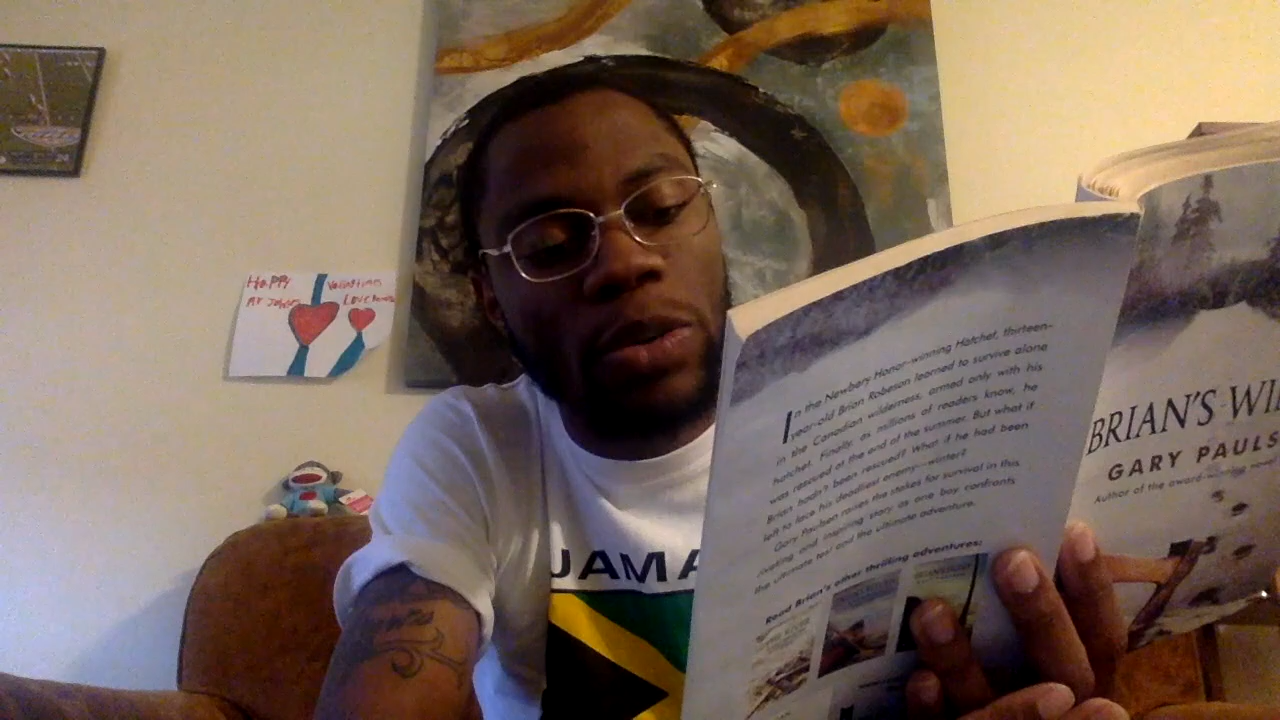 HAPPY Valentines
Mr
Love
JAMA
In the Newbery Honor-winning Hatchet, thirteen-
year-old Brian Robeson learned to survive alone
in the Canadian wilderness, armed only with his
hatchet. Finally, as millions of readers know, he
was rescued at the end of the summer. But what if
Brian hadn't been rescued? What if he had been
left to face his deadliest enemy—winter?
Gary Paulsen raises the stakes for survival in this
riveting and inspiring story as one boy confronts
the ultimate test and the ultimate adventure.
Read Brian's other thrilling adventures:
BRIAN'S WI
GARY PAULS
Author of the award-winning novel